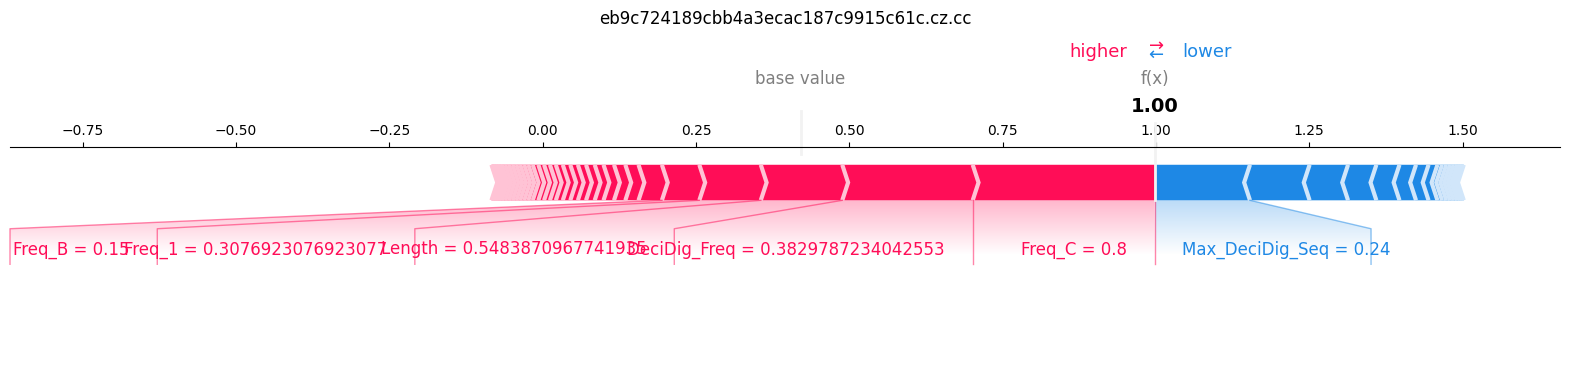 eb9c724189cbb4a3ecac187c9915c61c.cz.cc
higher → ← lower
base value f(x)
1.00
−0.75 −0.50 −0.25 0.00 0.25 0.50 0.75 1.00 1.25 1.50
Freq_B = 0.15 Freq_1 = 0.3076923076923077 Length = 0.5483870967741935 DeciDig_Freq = 0.3829787234042553 Freq_C = 0.8 Max_DeciDig_Seq = 0.24